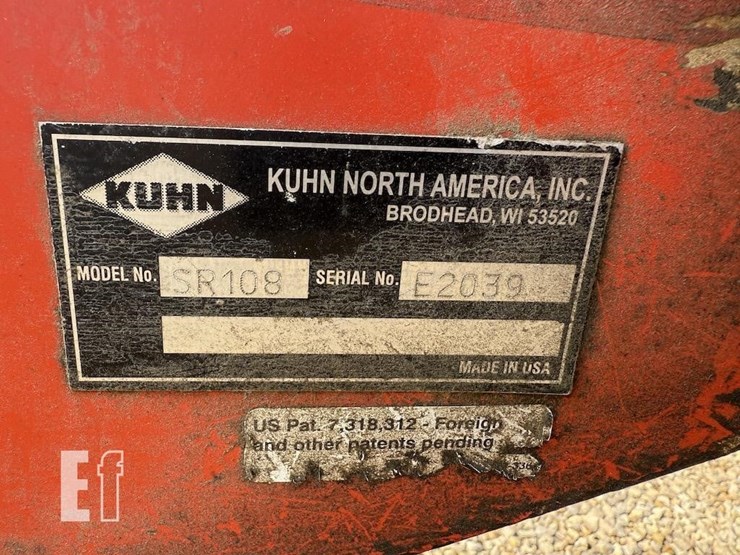 KUHN
KUHN NORTH AMERICA, INC.
BRODHEAD, WI 53520
MODEL No. SR108 SERIAL No. E2039
MADE IN USA
US Pat. 7,318,312 - Foreign
and other patents pending
Ef